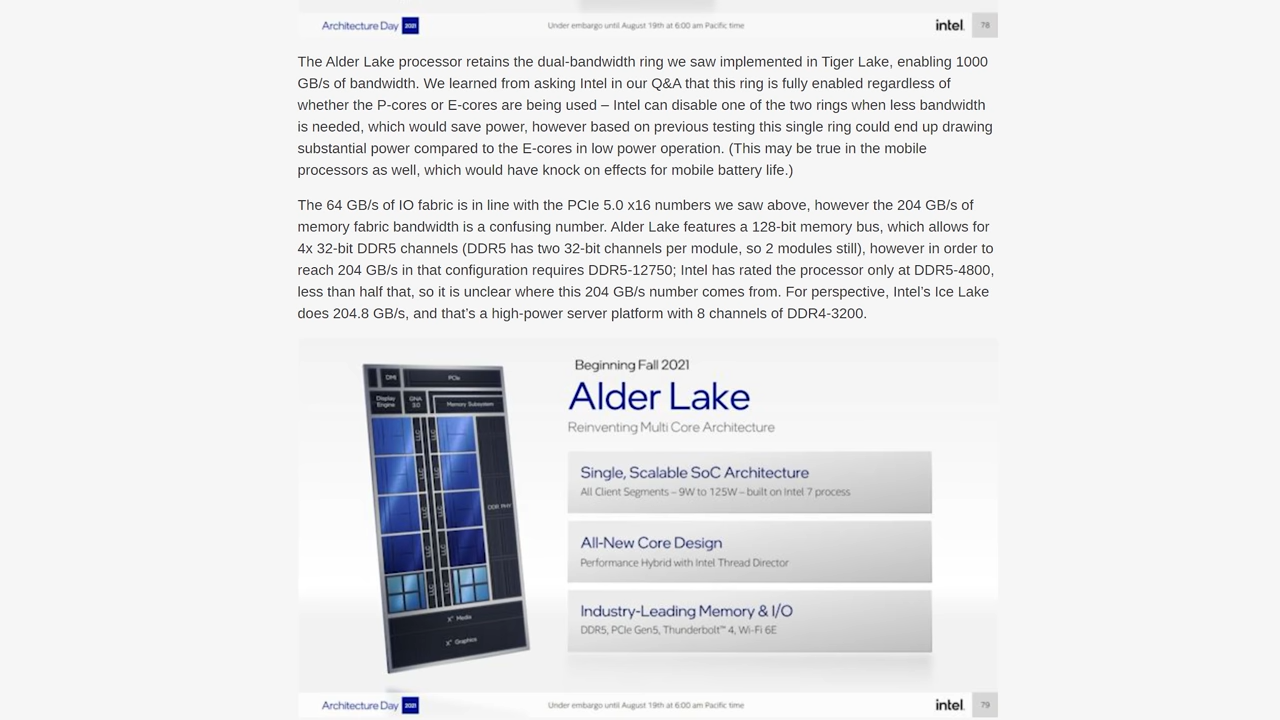 Architecture Day 2021
Under embargo until August 19th at 6:00 am Pacific time
intel.
78
The Alder Lake processor retains the dual-bandwidth ring we saw implemented in Tiger Lake, enabling 1000
GB/s of bandwidth. We learned from asking Intel in our Q&A that this ring is fully enabled regardless of
whether the P-cores or E-cores are being used – Intel can disable one of the two rings when less bandwidth
is needed, which would save power, however based on previous testing this single ring could end up drawing
substantial power compared to the E-cores in low power operation. (This may be true in the mobile
processors as well, which would have knock on effects for mobile battery life.)
The 64 GB/s of IO fabric is in line with the PCIe 5.0 x16 numbers we saw above, however the 204 GB/s of
memory fabric bandwidth is a confusing number. Alder Lake features a 128-bit memory bus, which allows for
4x 32-bit DDR5 channels (DDR5 has two 32-bit channels per module, so 2 modules still), however in order to
reach 204 GB/s in that configuration requires DDR5-12750; Intel has rated the processor only at DDR5-4800,
less than half that, so it is unclear where this 204 GB/s number comes from. For perspective, Intel's Ice Lake
does 204.8 GB/s, and that's a high-power server platform with 8 channels of DDR4-3200.
DMI
PCIe
Display
Engine
GNA
3.0
Memory Subsystem
LLC
LLC
LLC
LLC
LLC
LLC
LLC
LLC
LLC
LLC
DDR PHY
Xe Media
Xe Graphics
Beginning Fall 2021
Alder Lake
Reinventing Multi Core Architecture
Single, Scalable SoC Architecture
All Client Segments – 9W to 125W – built on Intel 7 process
All-New Core Design
Performance Hybrid with Intel Thread Director
Industry-Leading Memory & I/O
DDR5, PCIe Gen5, Thunderbolt™ 4, Wi-Fi 6E
Architecture Day 2021
Under embargo until August 19th at 6:00 am Pacific time
intel.
79